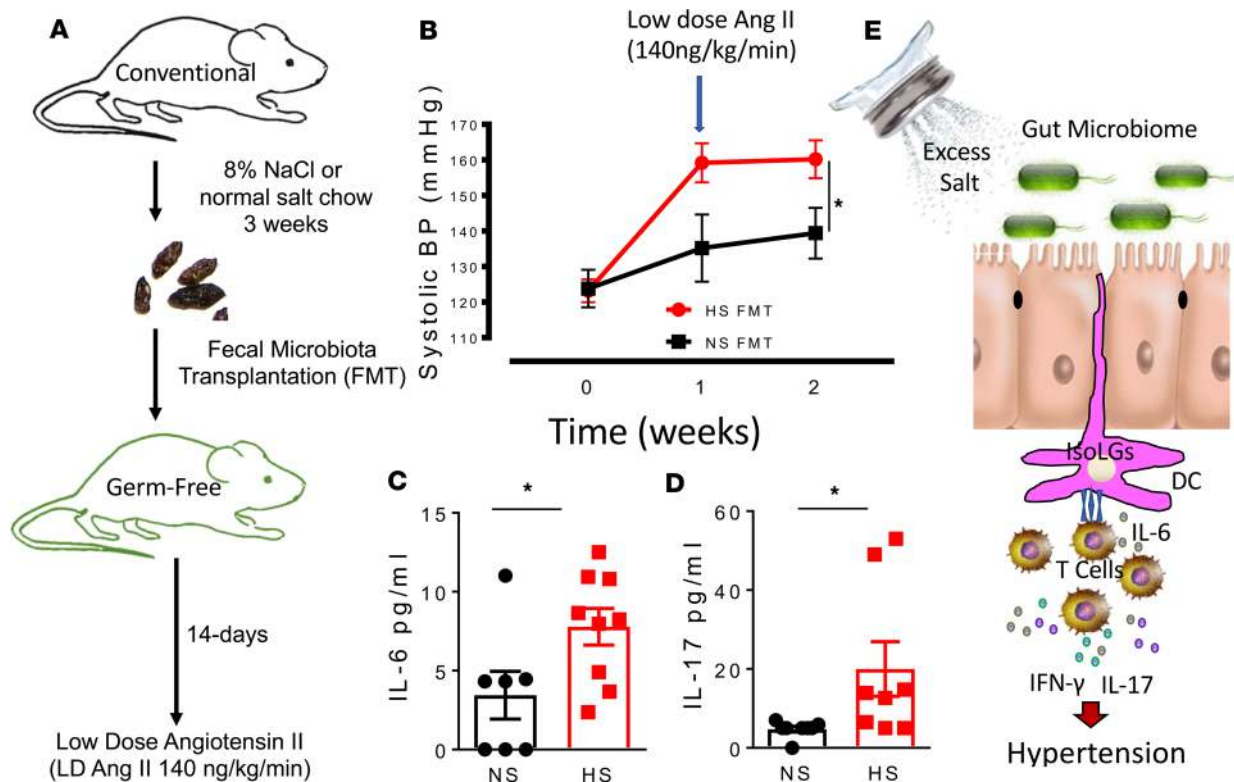 A
Conventional
8% NaCl or
normal salt chow
3 weeks
Fecal Microbiota
Transplantation (FMT)
Germ-Free
14-days
Low Dose Angiotensin II
(LD Ang II 140 ng/kg/min)
B
Low dose Ang II
(140ng/kg/min)
Systolic BP (mmHg)
170
160
150
140
130
120
110
*
HS FMT
NS FMT
0 1 2
Time (weeks)
C
*
IL-6 pg/ml
15
10
5
0
NS HS
D
*
IL-17 pg/ml
60
40
20
0
NS HS
E
Excess
Salt
Gut Microbiome
IsoLGs
DC
IL-6
T Cells
IFN-γ IL-17
Hypertension